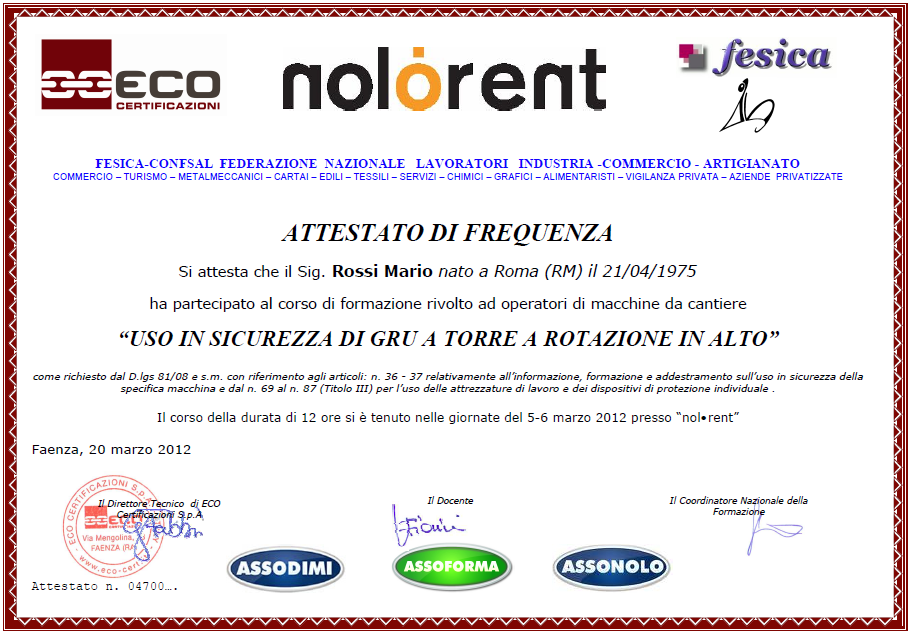 ECO
CERTIFICAZIONI
nolorent
fesica
FESICA-CONFSAL FEDERAZIONE NAZIONALE LAVORATORI INDUSTRIA -COMMERCIO - ARTIGIANATO
COMMERCIO – TURISMO – METALMECCANICI – CARTAI – EDILI – TESSILI – SERVIZI – CHIMICI – GRAFICI – ALIMENTARISTI – VIGILANZA PRIVATA – AZIENDE PRIVATIZZATE
ATTESTATO DI FREQUENZA
Si attesta che il Sig. Rossi Mario nato a Roma (RM) il 21/04/1975
ha partecipato al corso di formazione rivolto ad operatori di macchine da cantiere
“USO IN SICUREZZA DI GRU A TORRE A ROTAZIONE IN ALTO”
come richiesto dal D.lgs 81/08 e s.m. con riferimento agli articoli: n. 36 - 37 relativamente all’informazione, formazione e addestramento sull’uso in sicurezza della
specifica macchina e dal n. 69 al n. 87 (Titolo III) per l’uso delle attrezzature di lavoro e dei dispositivi di protezione individuale .
Il corso della durata di 12 ore si è tenuto nelle giornate del 5-6 marzo 2012 presso “nol•rent”
Faenza, 20 marzo 2012
Il Direttore Tecnico di ECO
Certificazioni S.p.A
Il Docente
Il Coordinatore Nazionale della
Formazione
ECO CERTIFICAZIONI S.p.A.
ECO
Via Mengolina,
FAENZA (RA)
www.eco-cert
ASSODIMI
ASSOFORMA
ASSONOLO
Attestato n. 04700….